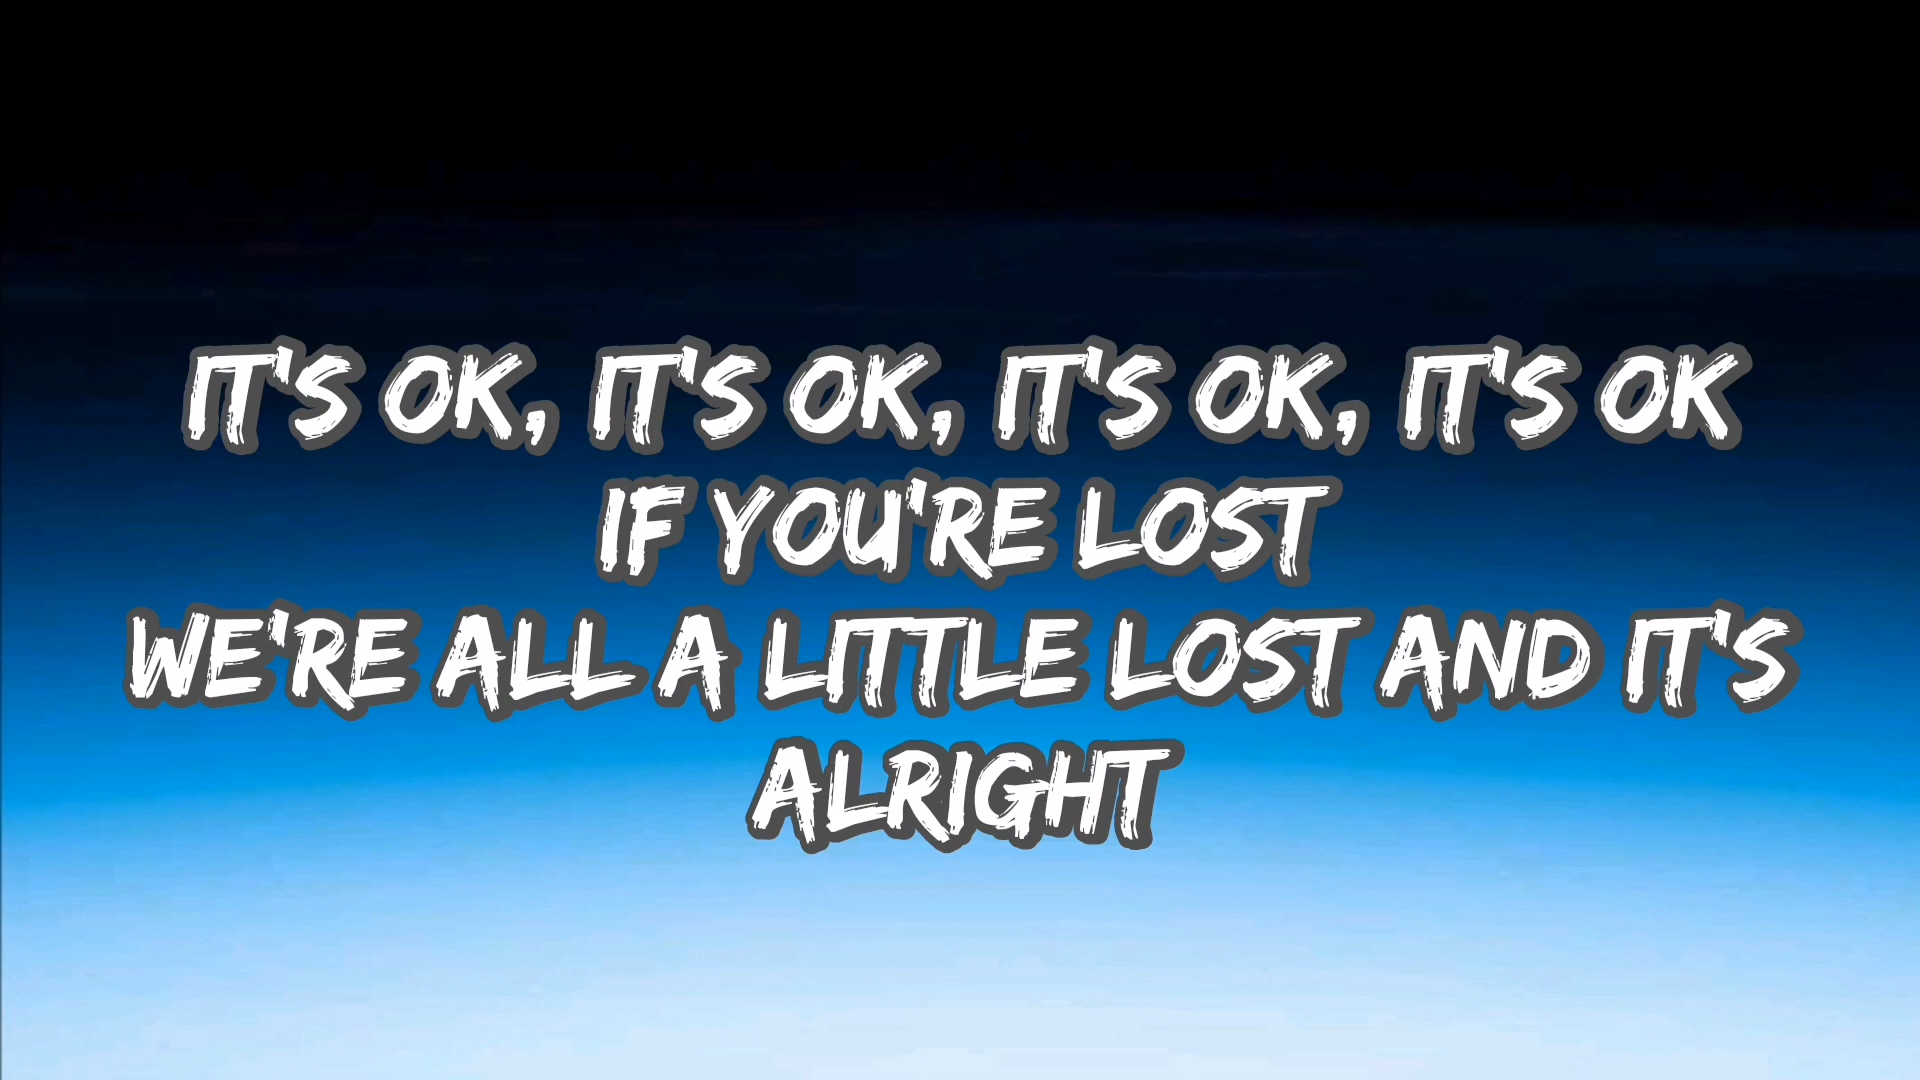 IT'S OK, IT'S OK, IT'S OK, IT'S OK
IF YOU'RE LOST
WE'RE ALL A LITTLE LOST AND IT'S
ALRIGHT